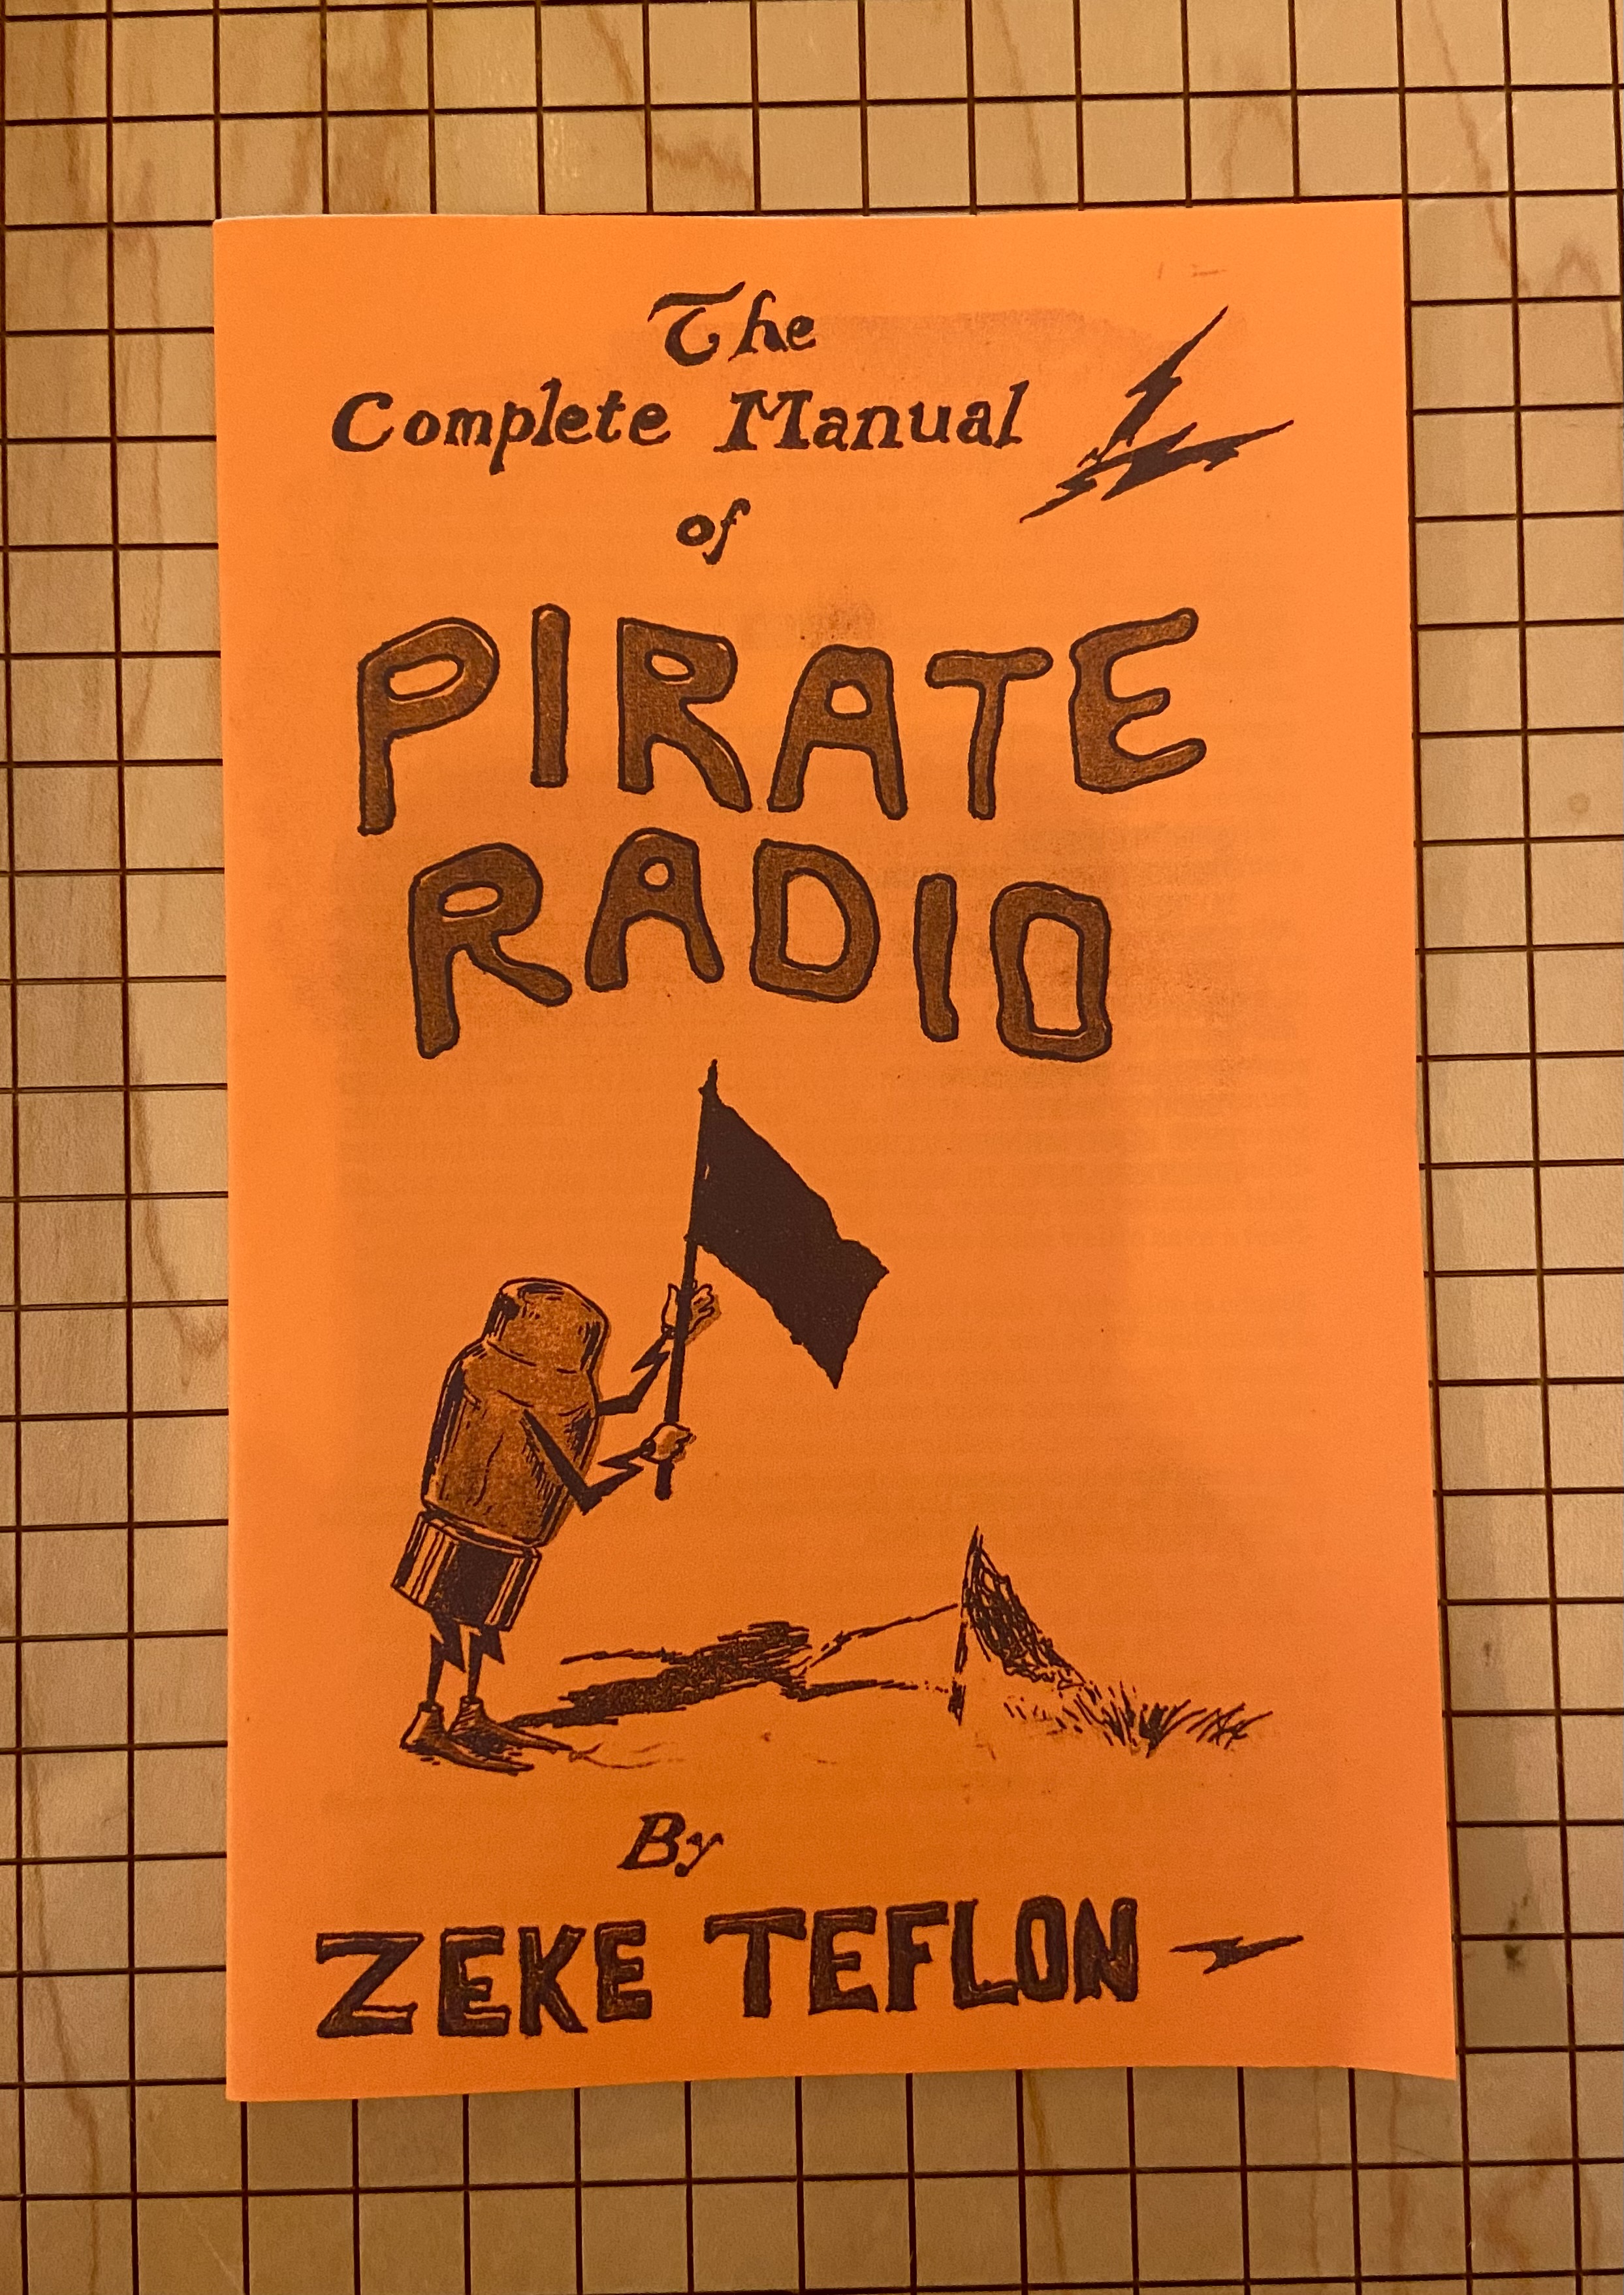 The
Complete Manual
of
PIRATE
RADIO
By
ZEKE TEFLON